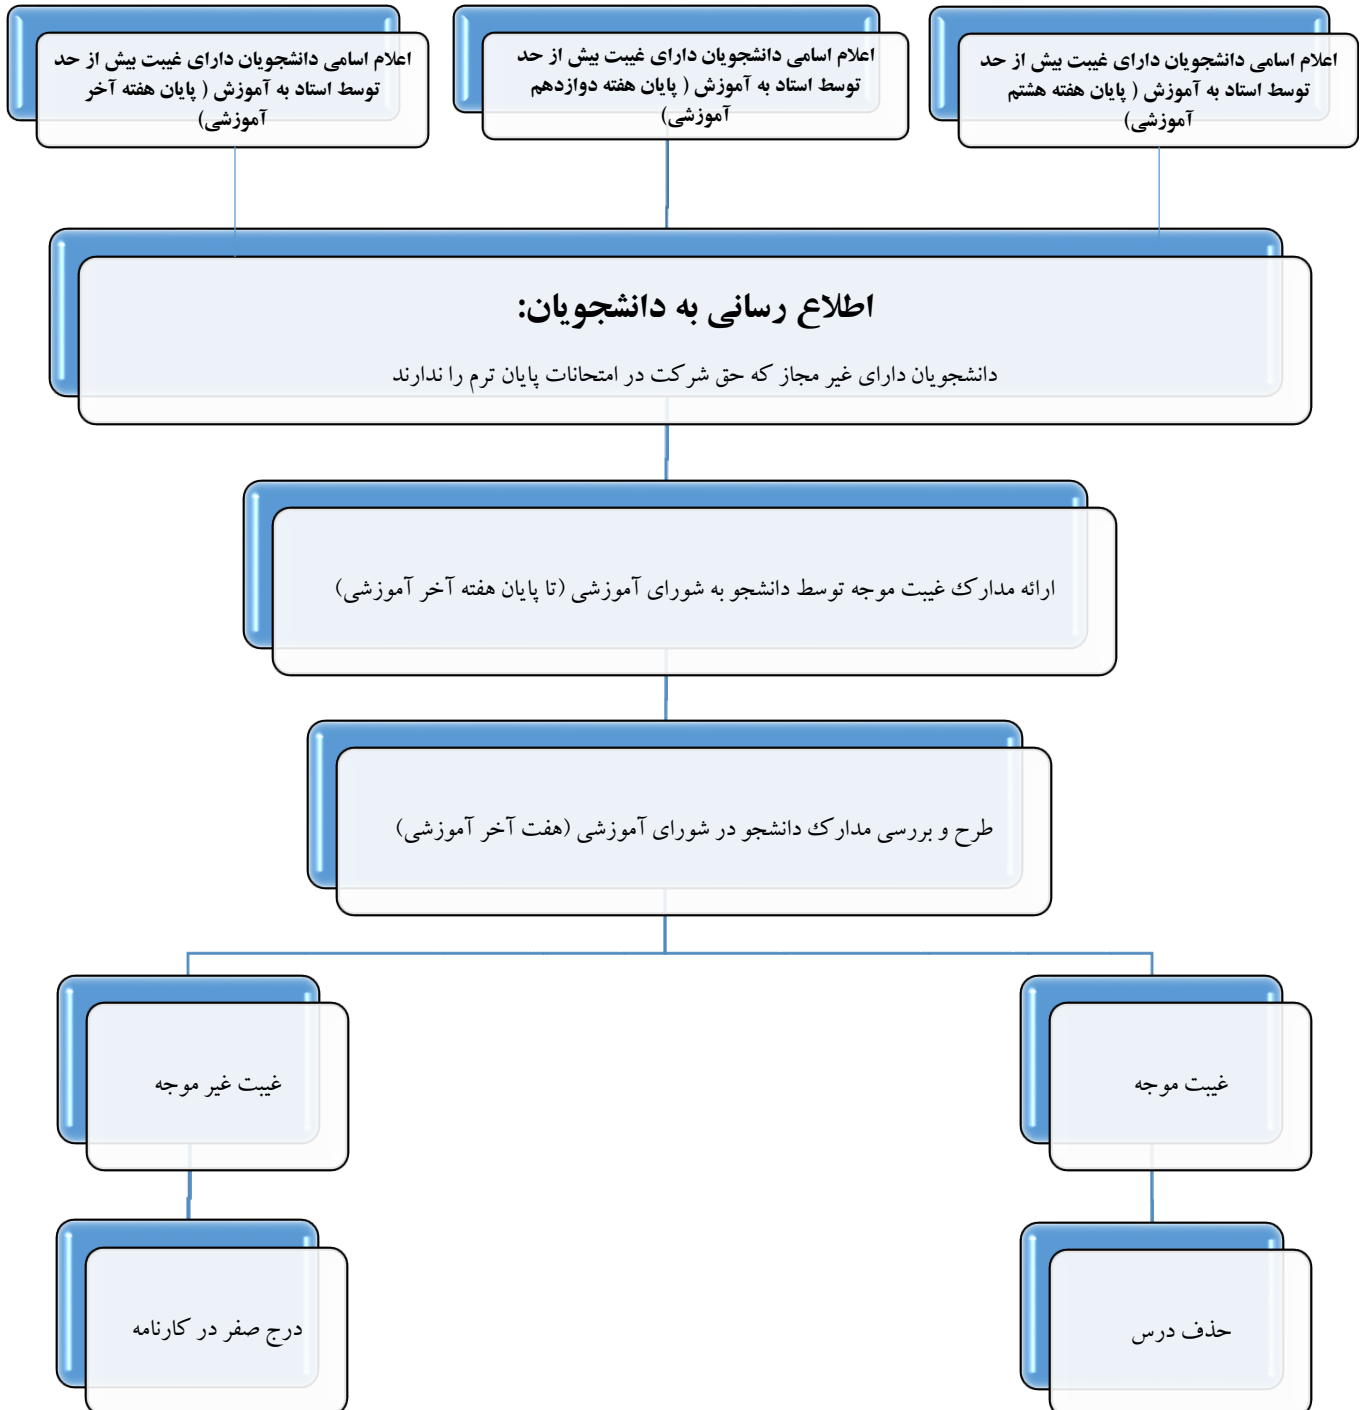 اعلام اسامی دانشجویان دارای غیبت بیش از حد
توسط استاد به آموزش ( پایان هفته هشتم
آموزشی)
اعلام اسامی دانشجویان دارای غیبت بیش از حد
توسط استاد به آموزش ( پایان هفته دوازدهم
آموزشی)
اعلام اسامی دانشجویان دارای غیبت بیش از حد
توسط استاد به آموزش ( پایان هفته آخر
آموزشی)
اطلاع رسانی به دانشجویان:
دانشجویان دارای غیر مجاز که حق شرکت در امتحانات پایان ترم را ندارند
ارائه مدارک غیبت موجه توسط دانشجو به شورای آموزشی (تا پایان هفته آخر آموزشی)
طرح و بررسی مدارک دانشجو در شورای آموزشی (هفت آخر آموزشی)
غیبت موجه
غیبت غیر موجه
حذف درس
درج صفر در کارنامه